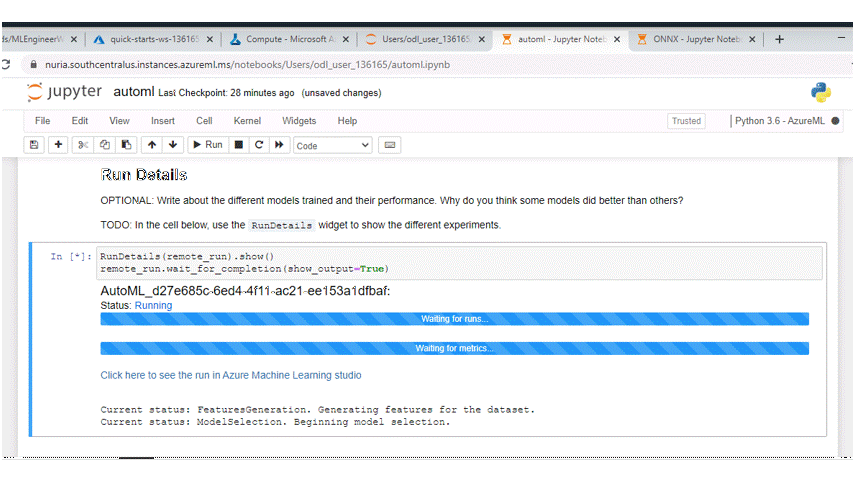 ds/MLEngineerW
quick-starts-ws-136165
Compute - Microsoft A
Users/odl_user_136165/
automl - Jupyter Noteb
ONNX - Jupyter Noteb
nuria.southcentralus.instances.azureml.ms/notebooks/Users/odl_user_136165/automl.ipynb
jupyter automl Last Checkpoint: 28 minutes ago (unsaved changes)
File Edit View Insert Cell Kernel Widgets Help Trusted Python 3.6 - AzureML
Run Code
Run Details
OPTIONAL: Write about the different models trained and their performance. Why do you think some models did better than others?
TODO: In the cell below, use the RunDetails widget to show the different experiments.
In [*]: RunDetails(remote_run).show()
remote_run.wait_for_completion(show_output=True)
AutoML_d27e685c-6ed4-4f11-ac21-ee153a1dfbaf:
Status: Running
Waiting for runs...
Waiting for metrics...
Click here to see the run in Azure Machine Learning studio
Current status: FeaturesGeneration. Generating features for the dataset.
Current status: ModelSelection. Beginning model selection.